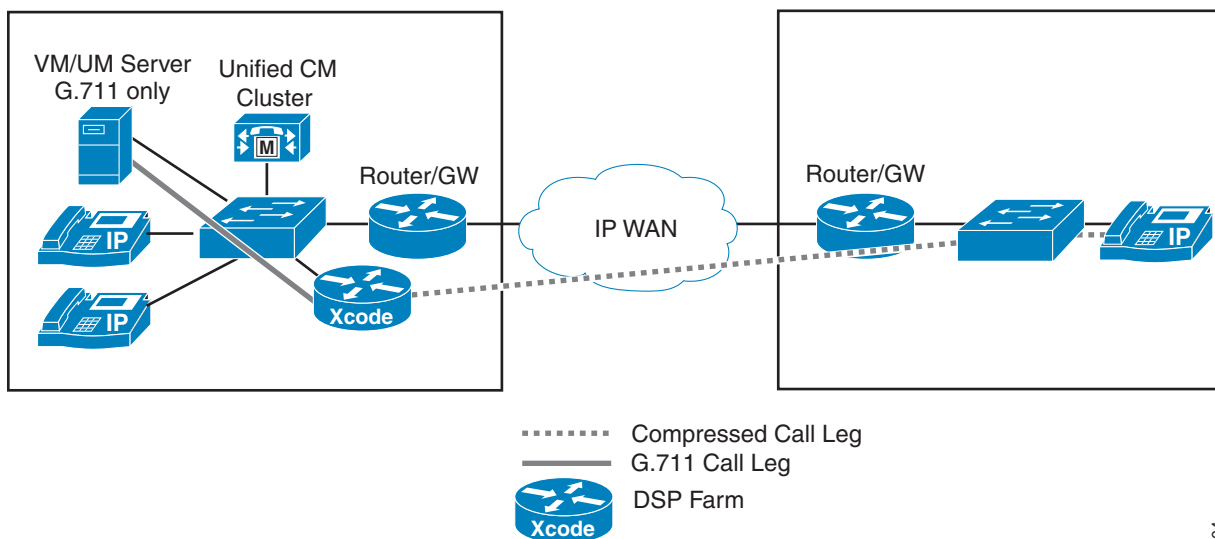 VM/UM Server
G.711 only
Unified CM
Cluster
M
Router/GW
IP WAN
Router/GW
IP
IP
IP
Xcode
Compressed Call Leg
G.711 Call Leg
DSP Farm
Xcode